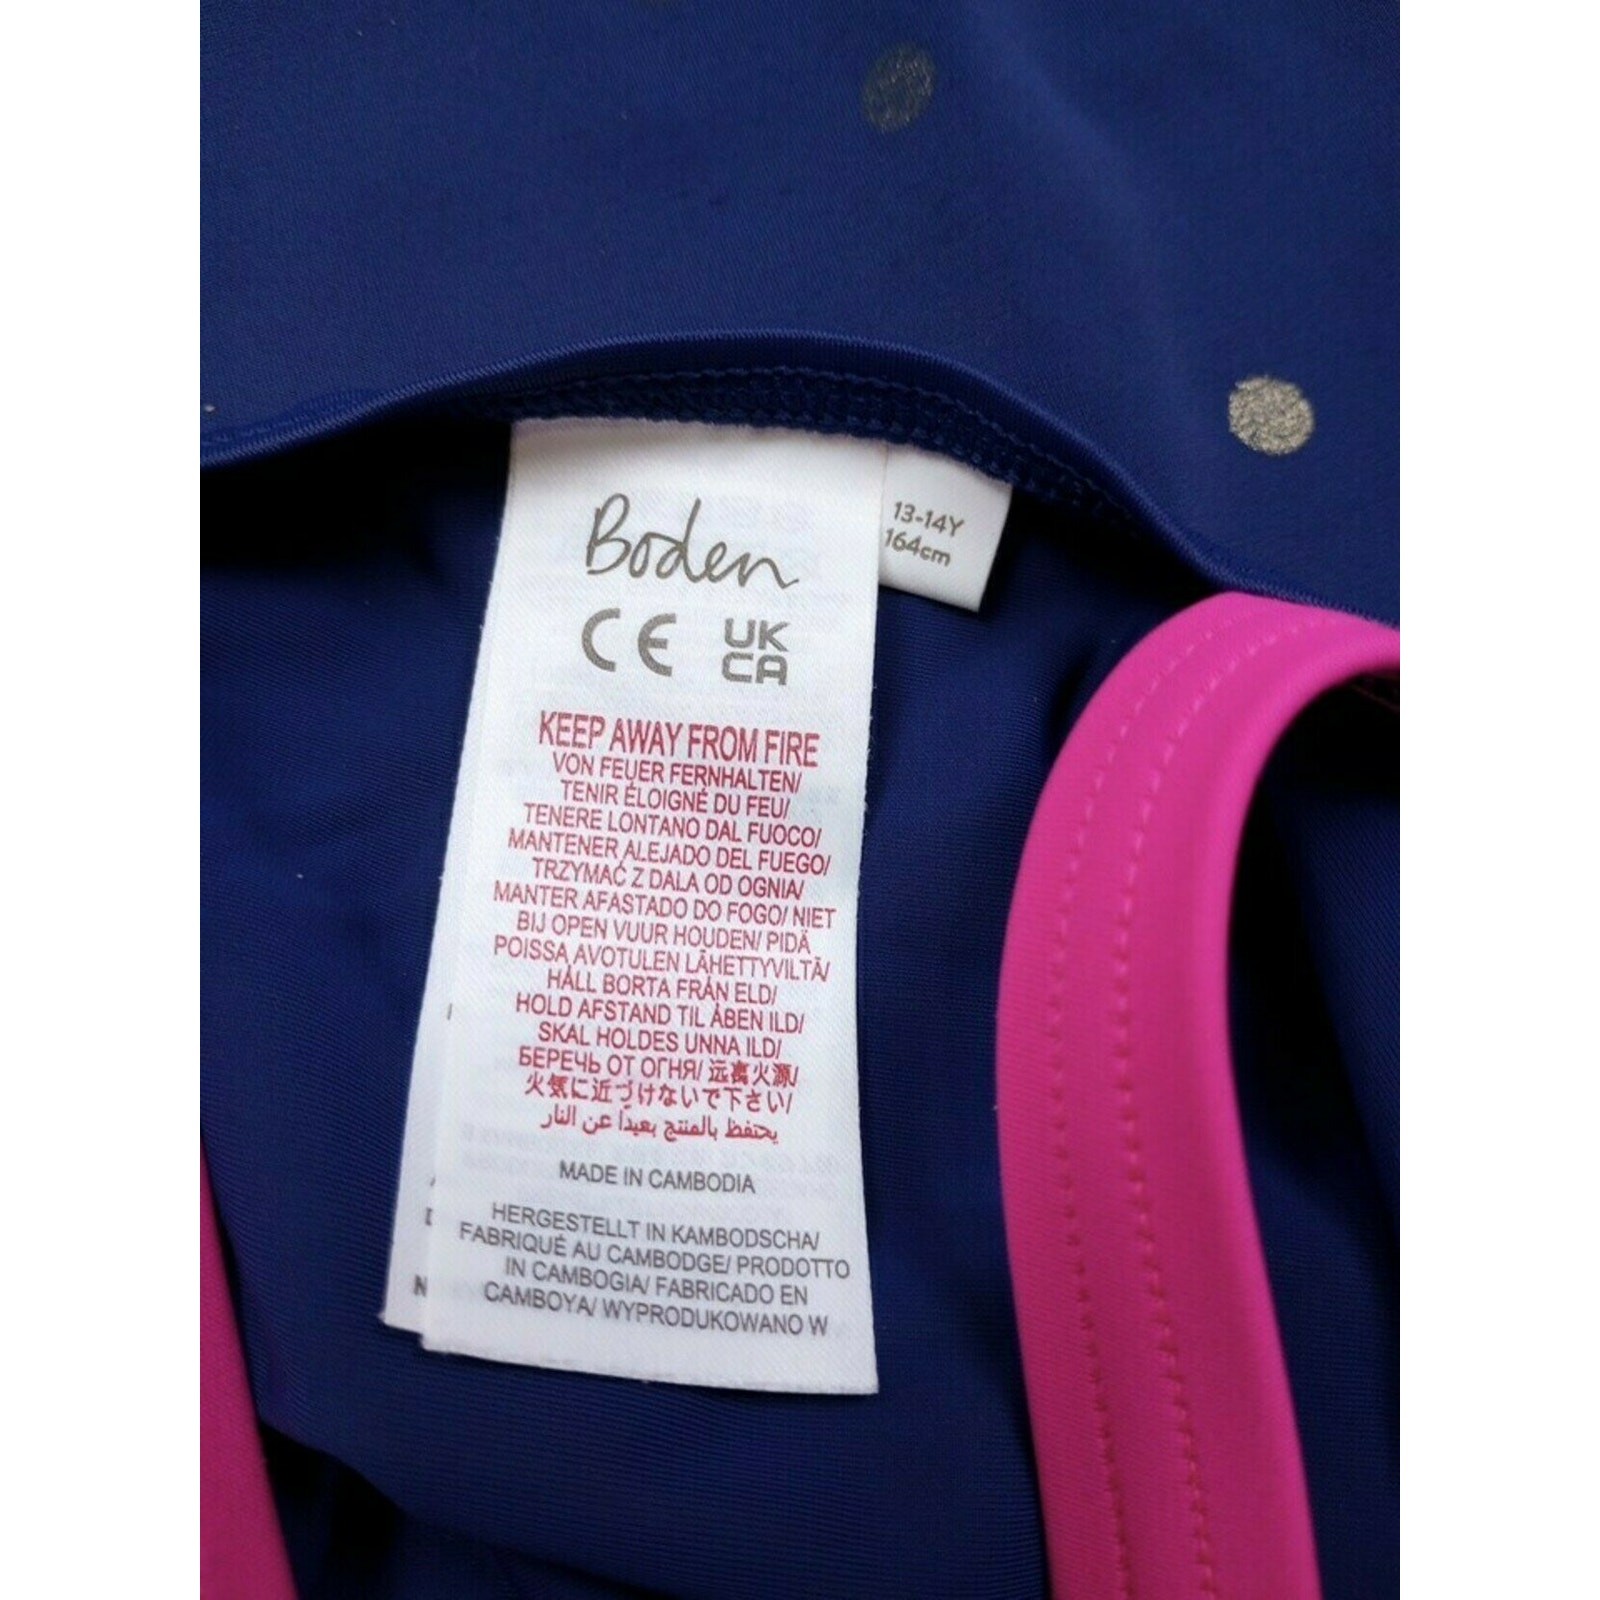 Boden
13-14Y
164cm
CE UK
CA
KEEP AWAY FROM FIRE
VON FEUER FERNHALTEN/
TENIR ÉLOIGNÉ DU FEU/
TENERE LONTANO DAL FUOCO/
MANTENER ALEJADO DEL FUEGO/
TRZYMAĆ Z DALA OD OGNIA/
MANTER AFASTADO DO FOGO/ NIET
BIJ OPEN VUUR HOUDEN/ PIDÄ
POISSA AVOTULEN LÄHETTYVILTÄ/
HÅLL BORTA FRÅN ELD/
HOLD AFSTAND TIL ÅBEN ILD/
SKAL HOLDES UNNA ILD/
БЕРЕЧЬ ОТ ОГНЯ/ 远离火源/
火気に近づけないで下さい/
يحتفظ بالمنتج بعيدًا عن النار
MADE IN CAMBODIA
HERGESTELLT IN KAMBODSCHA/
FABRIQUÉ AU CAMBODGE/ PRODOTTO
IN CAMBOGIA/ FABRICADO EN
CAMBOYA/ WYPRODUKOWANO W